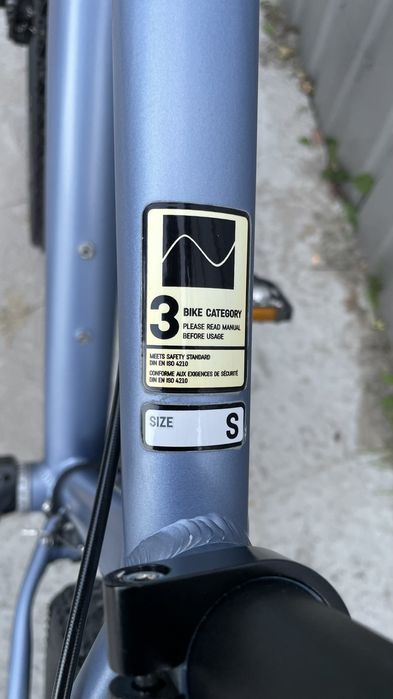 3 BIKE CATEGORY
PLEASE READ MANUAL
BEFORE USAGE
MEETS SAFETY STANDARD
DIN EN ISO 4210
CONFORME AUX EXIGENCES DE SÉCURITÉ
DIN EN ISO 4210
SIZE S